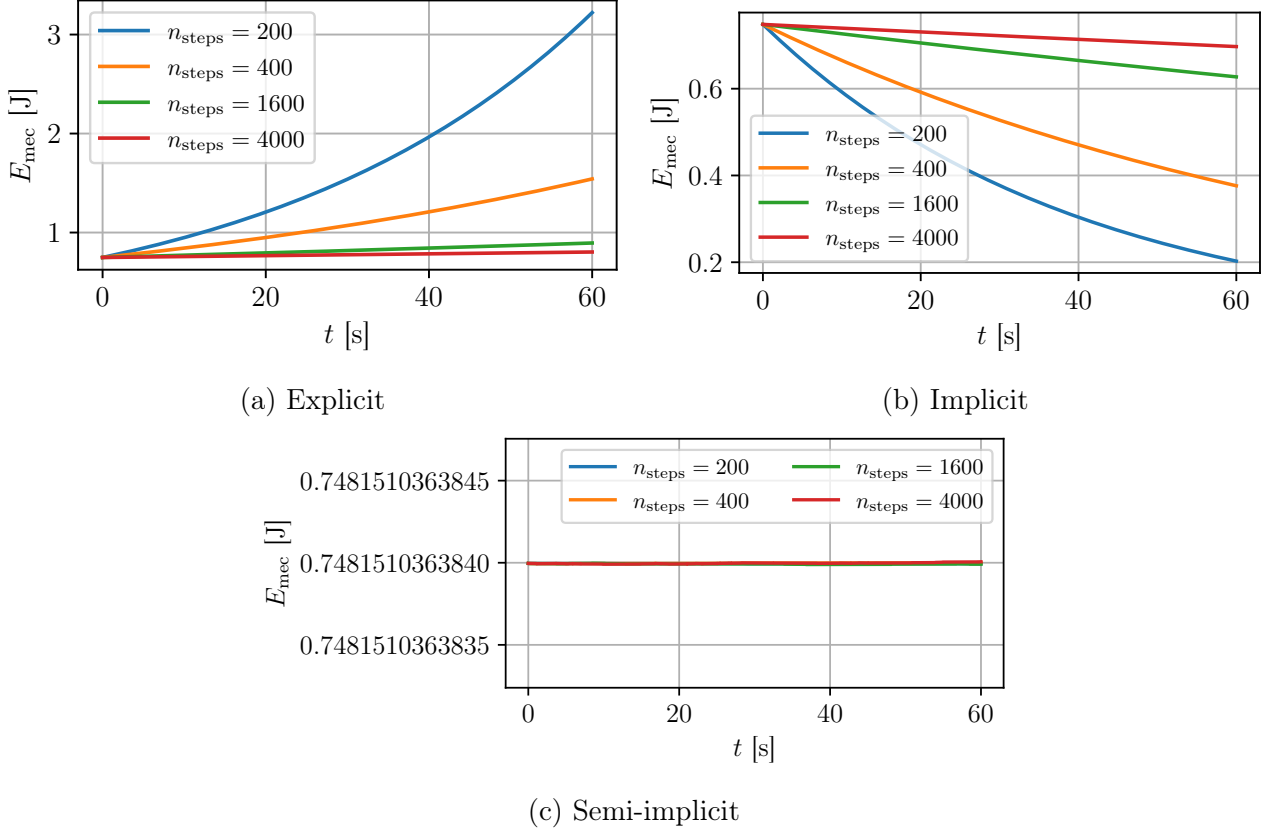 3
2
1
E_mec [J]
n_steps = 200
n_steps = 400
n_steps = 1600
n_steps = 4000
0 20 40 60
t [s]
(a) Explicit
0.6
0.4
0.2
E_mec [J]
n_steps = 200
n_steps = 400
n_steps = 1600
n_steps = 4000
0 20 40 60
t [s]
(b) Implicit
0.7481510363845
0.7481510363840
0.7481510363835
E_mec [J]
n_steps = 200 n_steps = 1600
n_steps = 400 n_steps = 4000
0 20 40 60
t [s]
(c) Semi-implicit